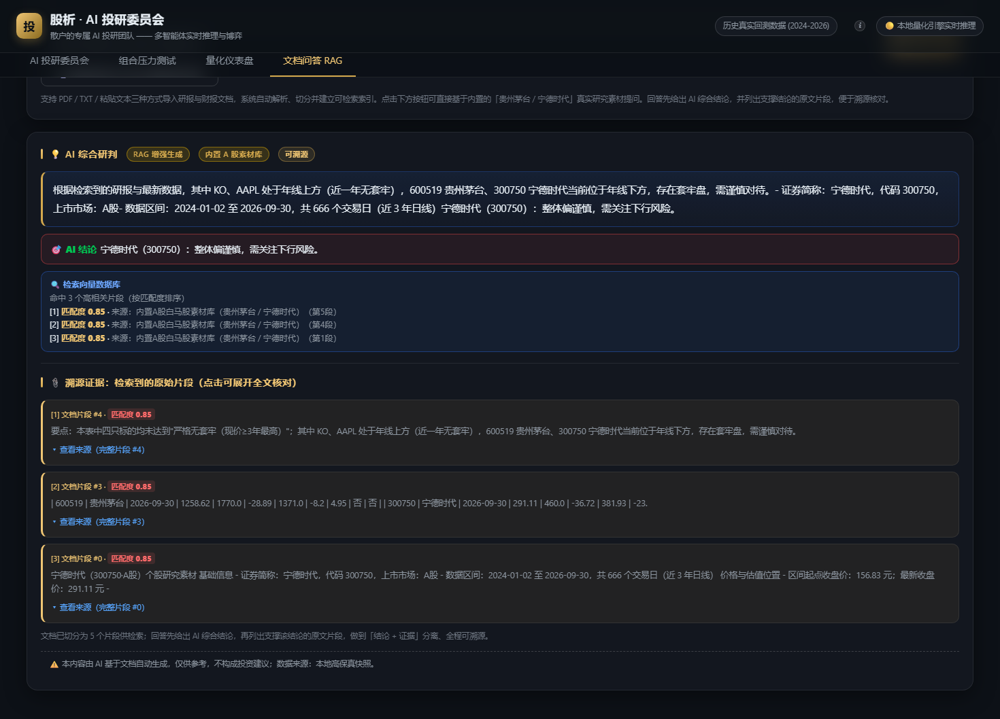 投
股析 · AI 投研委员会
散户的专属 AI 投研团队 —— 多智能体实时推理与博弈
历史真实回测数据 (2024-2026)
i
本地量化引擎实时推理
AI 投研委员会
组合压力测试
量化仪表盘
文档问答 RAG
支持 PDF / TXT / 粘贴文本三种方式导入研报与财报文档，系统自动解析、切分并建立可检索索引。点击下方按钮可直接基于内置的「贵州茅台 / 宁德时代」真实研究素材提问。回答先给出 AI 综合结论，并列出支撑结论的原文片段，便于溯源核对。
AI 综合研判
RAG 增强生成
内置 A 股素材库
可溯源
根据检索到的研报与最新数据，其中 KO、AAPL 处于年线上方（近一年无套牢），600519 贵州茅台、300750 宁德时代当前位于年线下方，存在套牢盘，需谨慎对待。- 证券简称：宁德时代，代码 300750，
上市市场：A股- 数据区间：2024-01-02 至 2026-09-30，共 666 个交易日（近 3 年日线）宁德时代（300750）：整体偏谨慎，需关注下行风险。
AI 结论 宁德时代（300750）：整体偏谨慎，需关注下行风险。
检索向量数据库
命中 3 个高相关片段（按匹配度排序）
[1] 匹配度 0.85 · 来源：内置A股白马股素材库（贵州茅台 / 宁德时代）（第5段）
[2] 匹配度 0.85 · 来源：内置A股白马股素材库（贵州茅台 / 宁德时代）（第4段）
[3] 匹配度 0.85 · 来源：内置A股白马股素材库（贵州茅台 / 宁德时代）（第1段）
溯源证据：检索到的原始片段（点击可展开全文核对）
[1] 文档片段 #4 · 匹配度 0.85
要点：本表中四只标的均未达到"严格无套牢（现价≥3年最高）"；其中 KO、AAPL 处于年线上方（近一年无套牢），600519 贵州茅台、300750 宁德时代当前位于年线下方，存在套牢盘，需谨慎对待。
查看来源（完整片段 #4）
[2] 文档片段 #3 · 匹配度 0.85
| 600519 | 贵州茅台 | 2026-09-30 | 1258.62 | 1770.0 | -28.89 | 1371.0 | -8.2 | 4.95 | 否 | 否 | | 300750 | 宁德时代 | 2026-09-30 | 291.11 | 460.0 | -36.72 | 381.93 | -23.
查看来源（完整片段 #3）
[3] 文档片段 #0 · 匹配度 0.85
宁德时代（300750·A股）个股研究素材 基础信息 - 证券简称：宁德时代，代码 300750，上市市场：A股 - 数据区间：2024-01-02 至 2026-09-30，共 666 个交易日（近 3 年日线） 价格与估值位置 - 区间起点收盘价：156.83 元；最新收盘
价：291.11 元 -
查看来源（完整片段 #0）
文档已切分为 5 个片段供检索；回答先给出 AI 综合结论，再列出支撑该结论的原文片段，做到「结论 + 证据」分离、全程可溯源。
本内容由 AI 基于文档自动生成，仅供参考，不构成投资建议；数据来源：本地高保真快照。